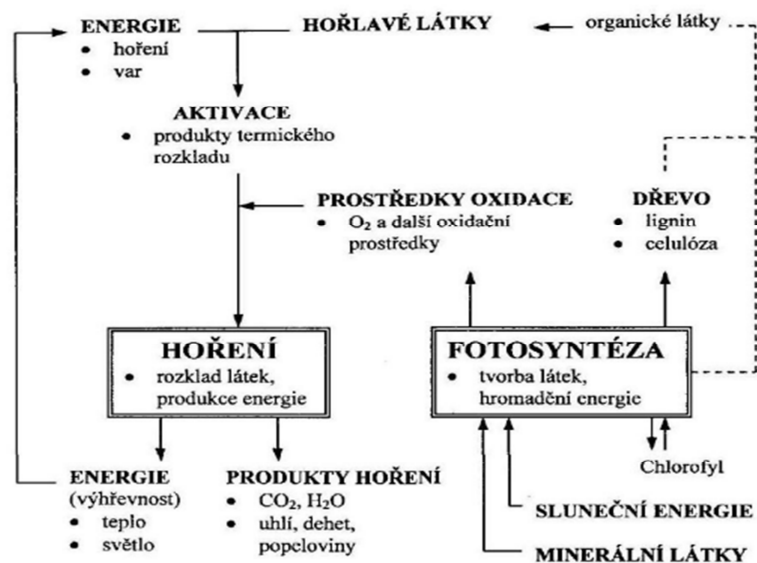 ENERGIE
• hoření
• var
HOŘLAVÉ LÁTKY
organické látky
AKTIVACE
• produkty termického
rozkladu
PROSTŘEDKY OXIDACE
• O₂ a další oxidační
prostředky
DŘEVO
• lignin
• celulóza
HOŘENÍ
• rozklad látek,
produkce energie
FOTOSYNTÉZA
• tvorba látek,
hromadění energie
ENERGIE
(výhřevnost)
• teplo
• světlo
PRODUKTY HOŘENÍ
• CO₂, H₂O
• uhlí, dehet,
popeloviny
Chlorofyl
SLUNEČNÍ ENERGIE
MINERÁLNÍ LÁTKY